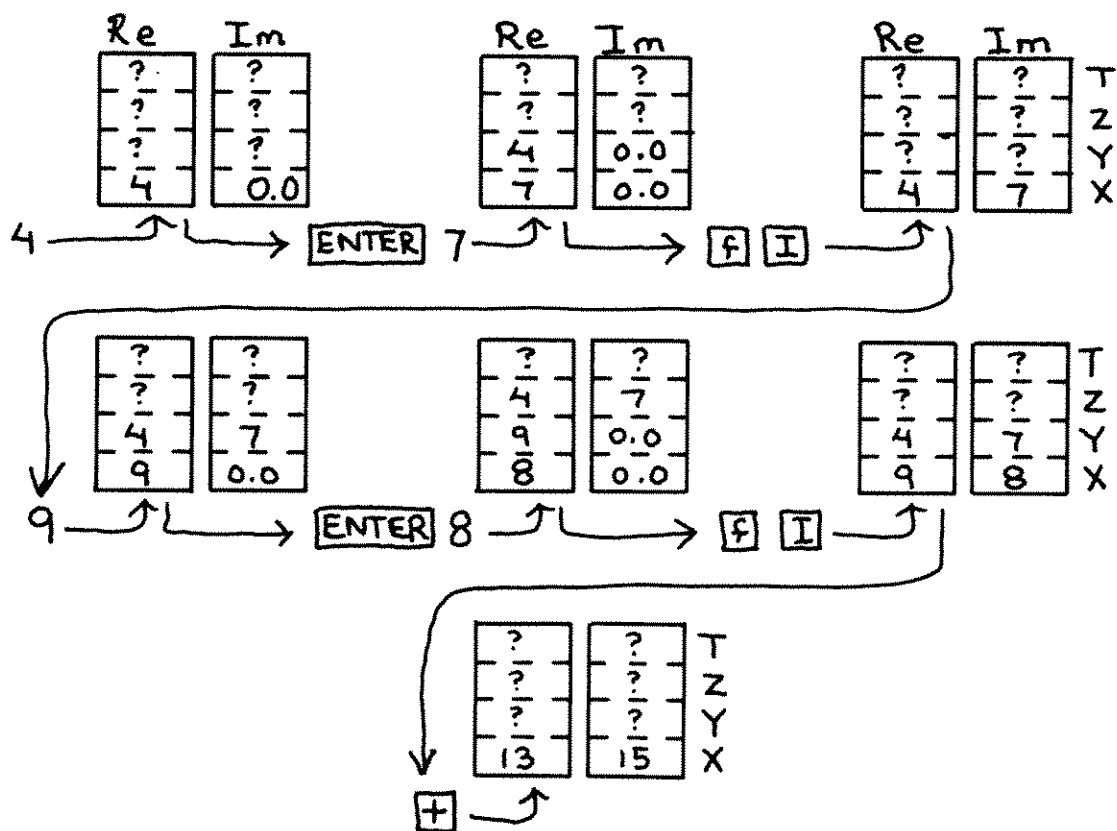 Re Im Re Im Re Im
? ? ? ? ? ? T
? ? ? ? ? ? Z
? ? 4 0.0 ? ? Y
4 0.0 7 0.0 4 7 X
4 ENTER 7 f I
? ? ? ? ? ? T
? ? 4 7 ? ? Z
4 7 9 0.0 4 7 Y
9 0.0 8 0.0 9 8 X
9 ENTER 8 f I
? ? T
? ? Z
? ? Y
13 15 X
+